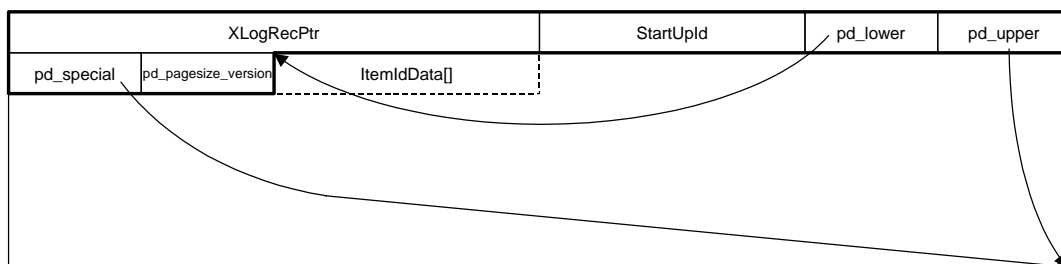 XLogRecPtr StartUpId pd_lower pd_upper
pd_special pd_pagesize_version ItemIdData[]